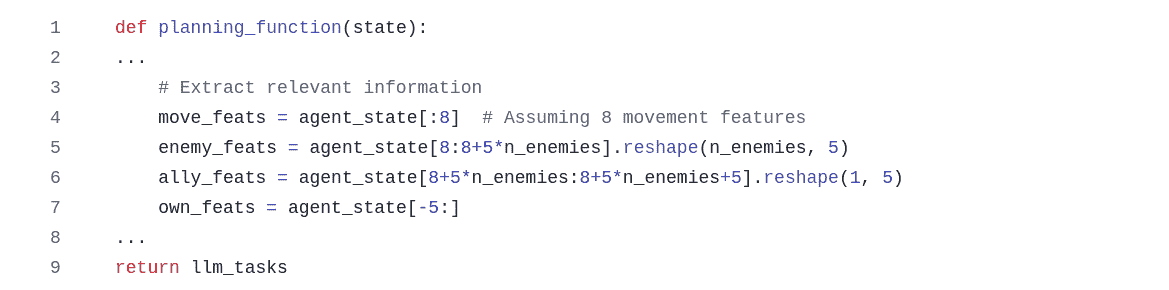 1 def planning_function(state):
2 ...
3 # Extract relevant information
4 move_feats = agent_state[:8] # Assuming 8 movement features
5 enemy_feats = agent_state[8:8+5*n_enemies].reshape(n_enemies, 5)
6 ally_feats = agent_state[8+5*n_enemies:8+5*n_enemies+5].reshape(1, 5)
7 own_feats = agent_state[-5:]
8 ...
9 return llm_tasks